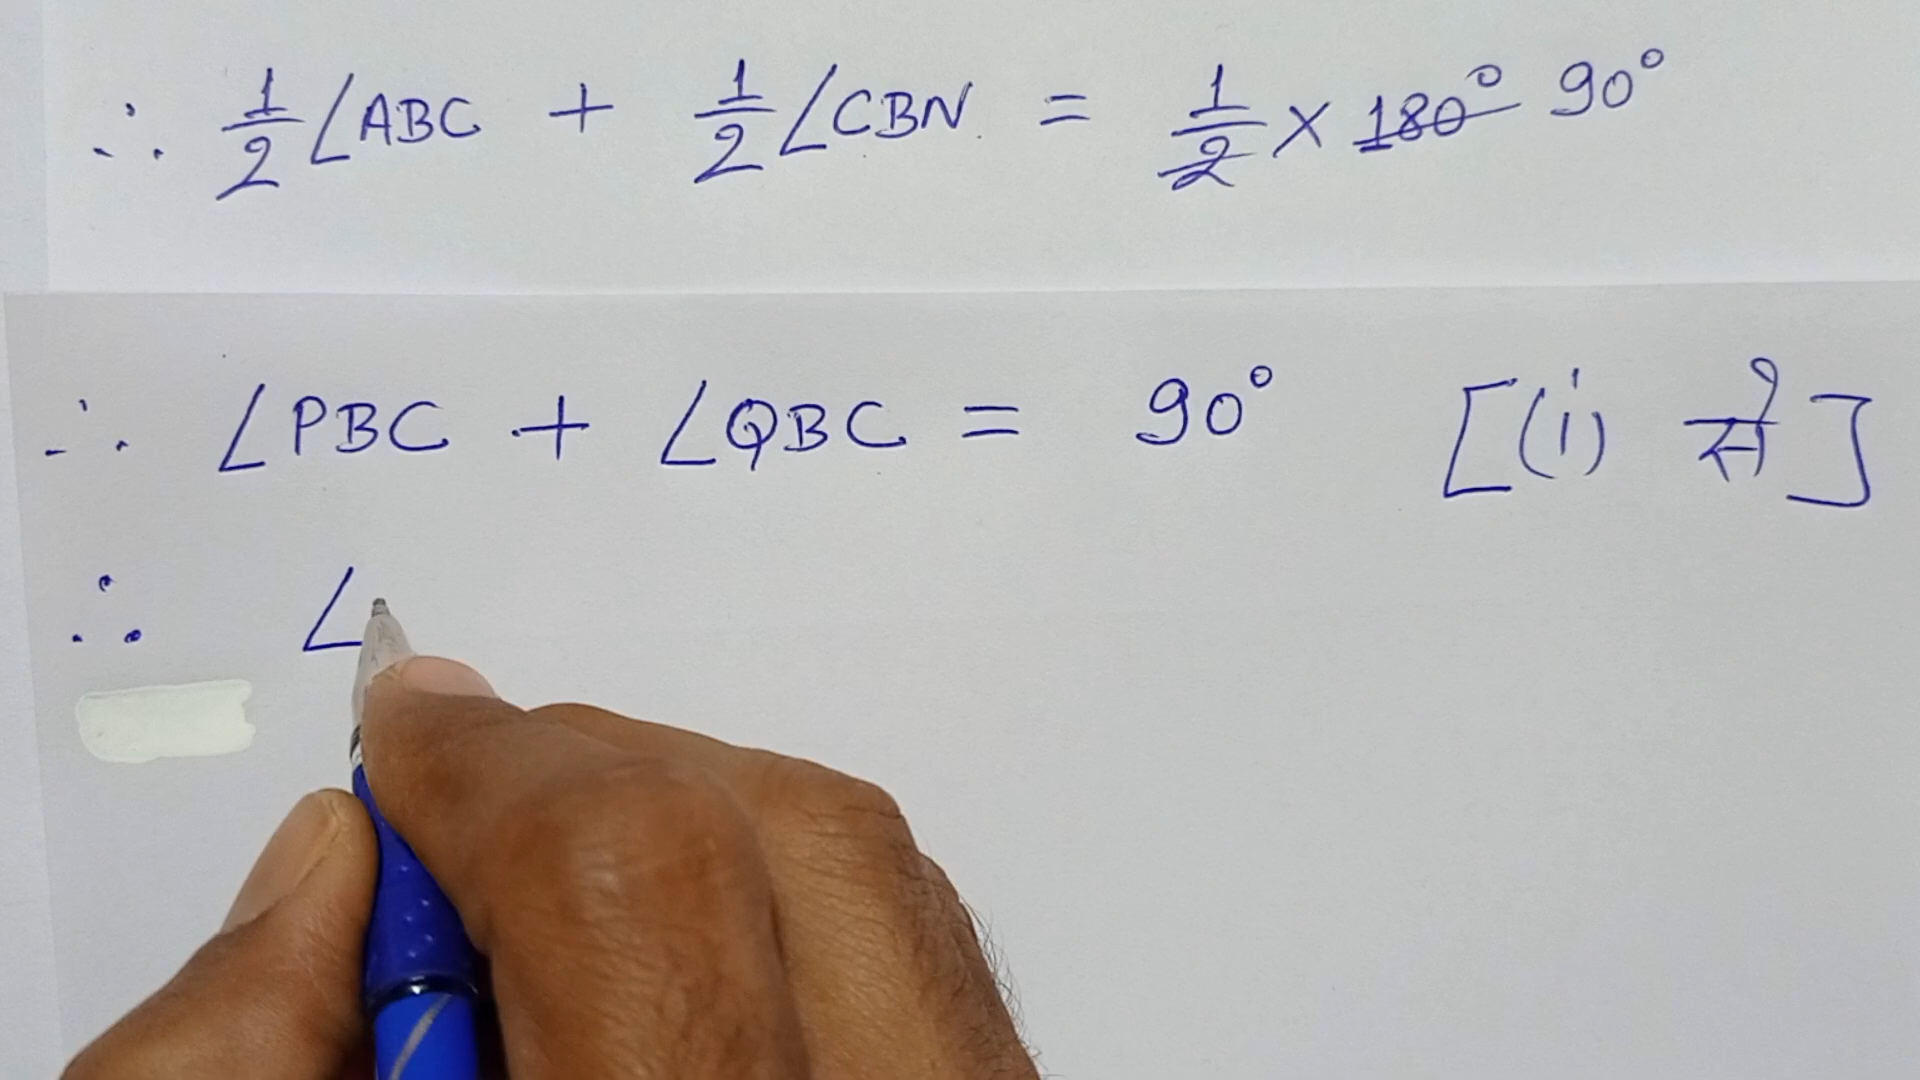 ∴ 1/2 ∠ABC + 1/2 ∠CBN = 1/2 × 180° 90°
∴ ∠PBC + ∠QBC = 90° [(i) से]
∴ ∠